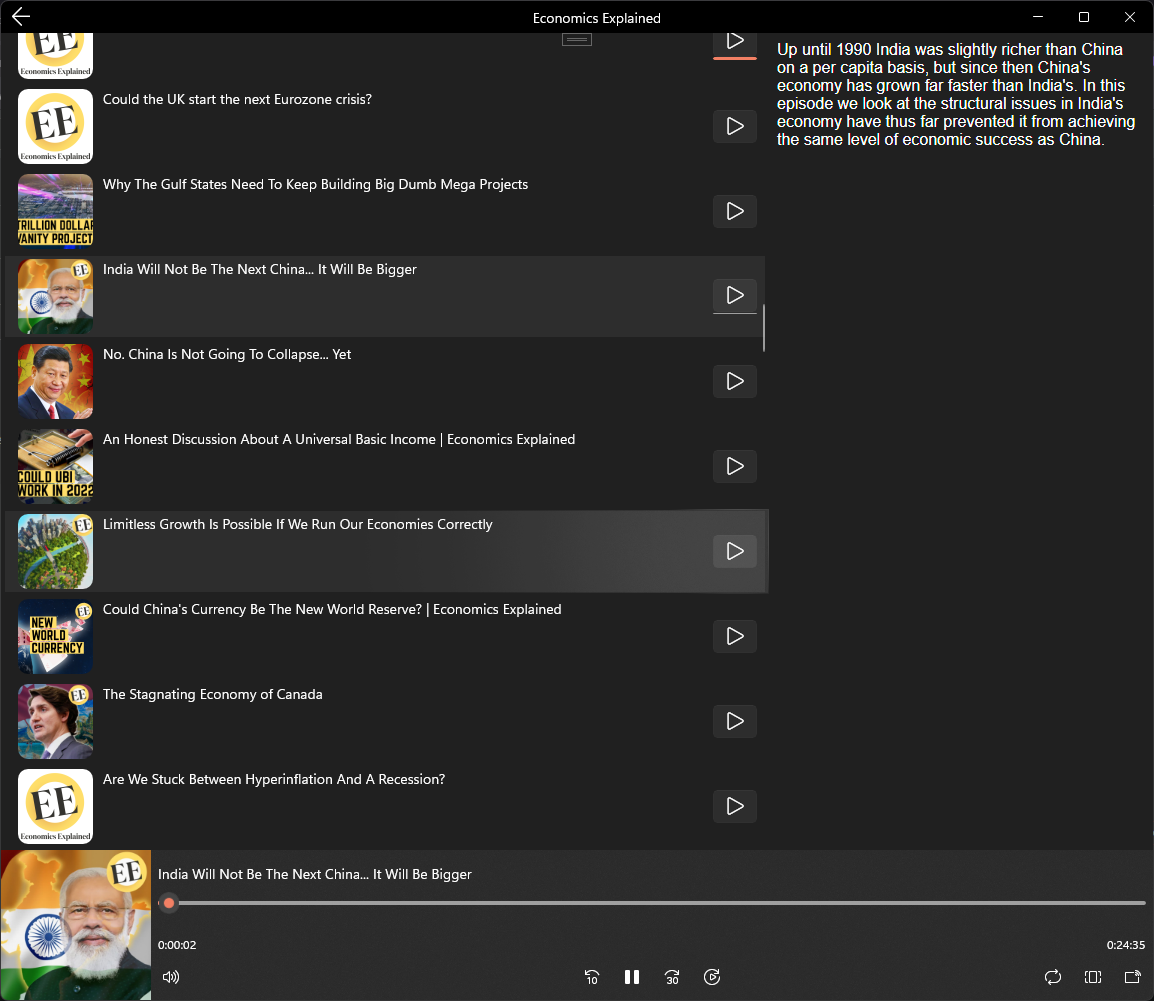 Economics Explained
EE
Economics Explained
Up until 1990 India was slightly richer than China
on a per capita basis, but since then China's
economy has grown far faster than India's. In this
episode we look at the structural issues in India's
economy have thus far prevented it from achieving
the same level of economic success as China.
EE
Economics Explained
Could the UK start the next Eurozone crisis?
TRILLION DOLLAR
VANITY PROJECT
Why The Gulf States Need To Keep Building Big Dumb Mega Projects
EE
India Will Not Be The Next China... It Will Be Bigger
No. China Is Not Going To Collapse... Yet
COULD UBI
WORK IN 2022
An Honest Discussion About A Universal Basic Income | Economics Explained
EE
Limitless Growth Is Possible If We Run Our Economies Correctly
EE
NEW
WORLD
CURRENCY
Could China's Currency Be The New World Reserve? | Economics Explained
EE
The Stagnating Economy of Canada
EE
Economics Explained
Are We Stuck Between Hyperinflation And A Recession?
EE
India Will Not Be The Next China... It Will Be Bigger
0:00:02
0:24:35
10
30